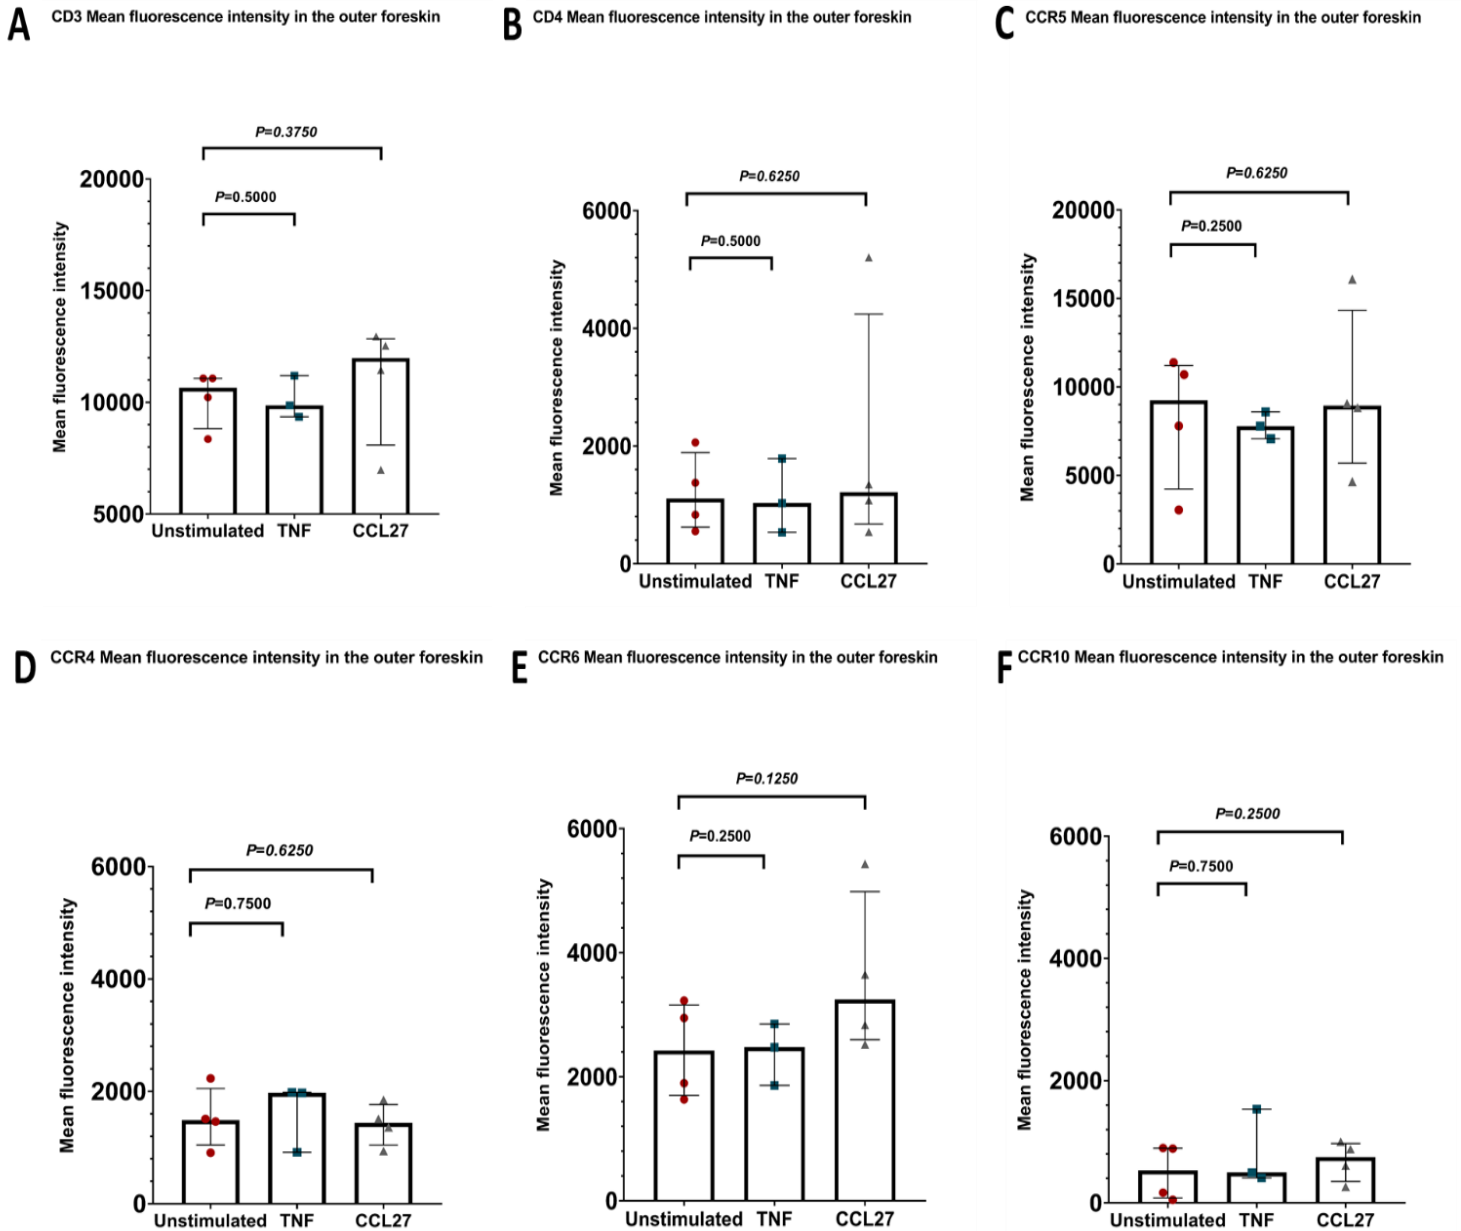 A
CD3 Mean fluorescence intensity in the outer foreskin
P=0.3750
P=0.5000
Mean fluorescence intensity
20000
15000
10000
5000
Unstimulated TNF CCL27
B
CD4 Mean fluorescence intensity in the outer foreskin
P=0.6250
P=0.5000
Mean fluorescence intensity
6000
4000
2000
0
Unstimulated TNF CCL27
C
CCR5 Mean fluorescence intensity in the outer foreskin
P=0.6250
P=0.2500
Mean fluorescence intensity
20000
15000
10000
5000
0
Unstimulated TNF CCL27
D
CCR4 Mean fluorescence intensity in the outer foreskin
P=0.6250
P=0.7500
Mean fluorescence intensity
6000
4000
2000
0
Unstimulated TNF CCL27
E
CCR6 Mean fluorescence intensity in the outer foreskin
P=0.1250
P=0.2500
Mean fluorescence intensity
6000
4000
2000
0
Unstimulated TNF CCL27
F
CCR10 Mean fluorescence intensity in the outer foreskin
P=0.2500
P=0.7500
Mean fluorescence intensity
6000
4000
2000
0
Unstimulated TNF CCL27